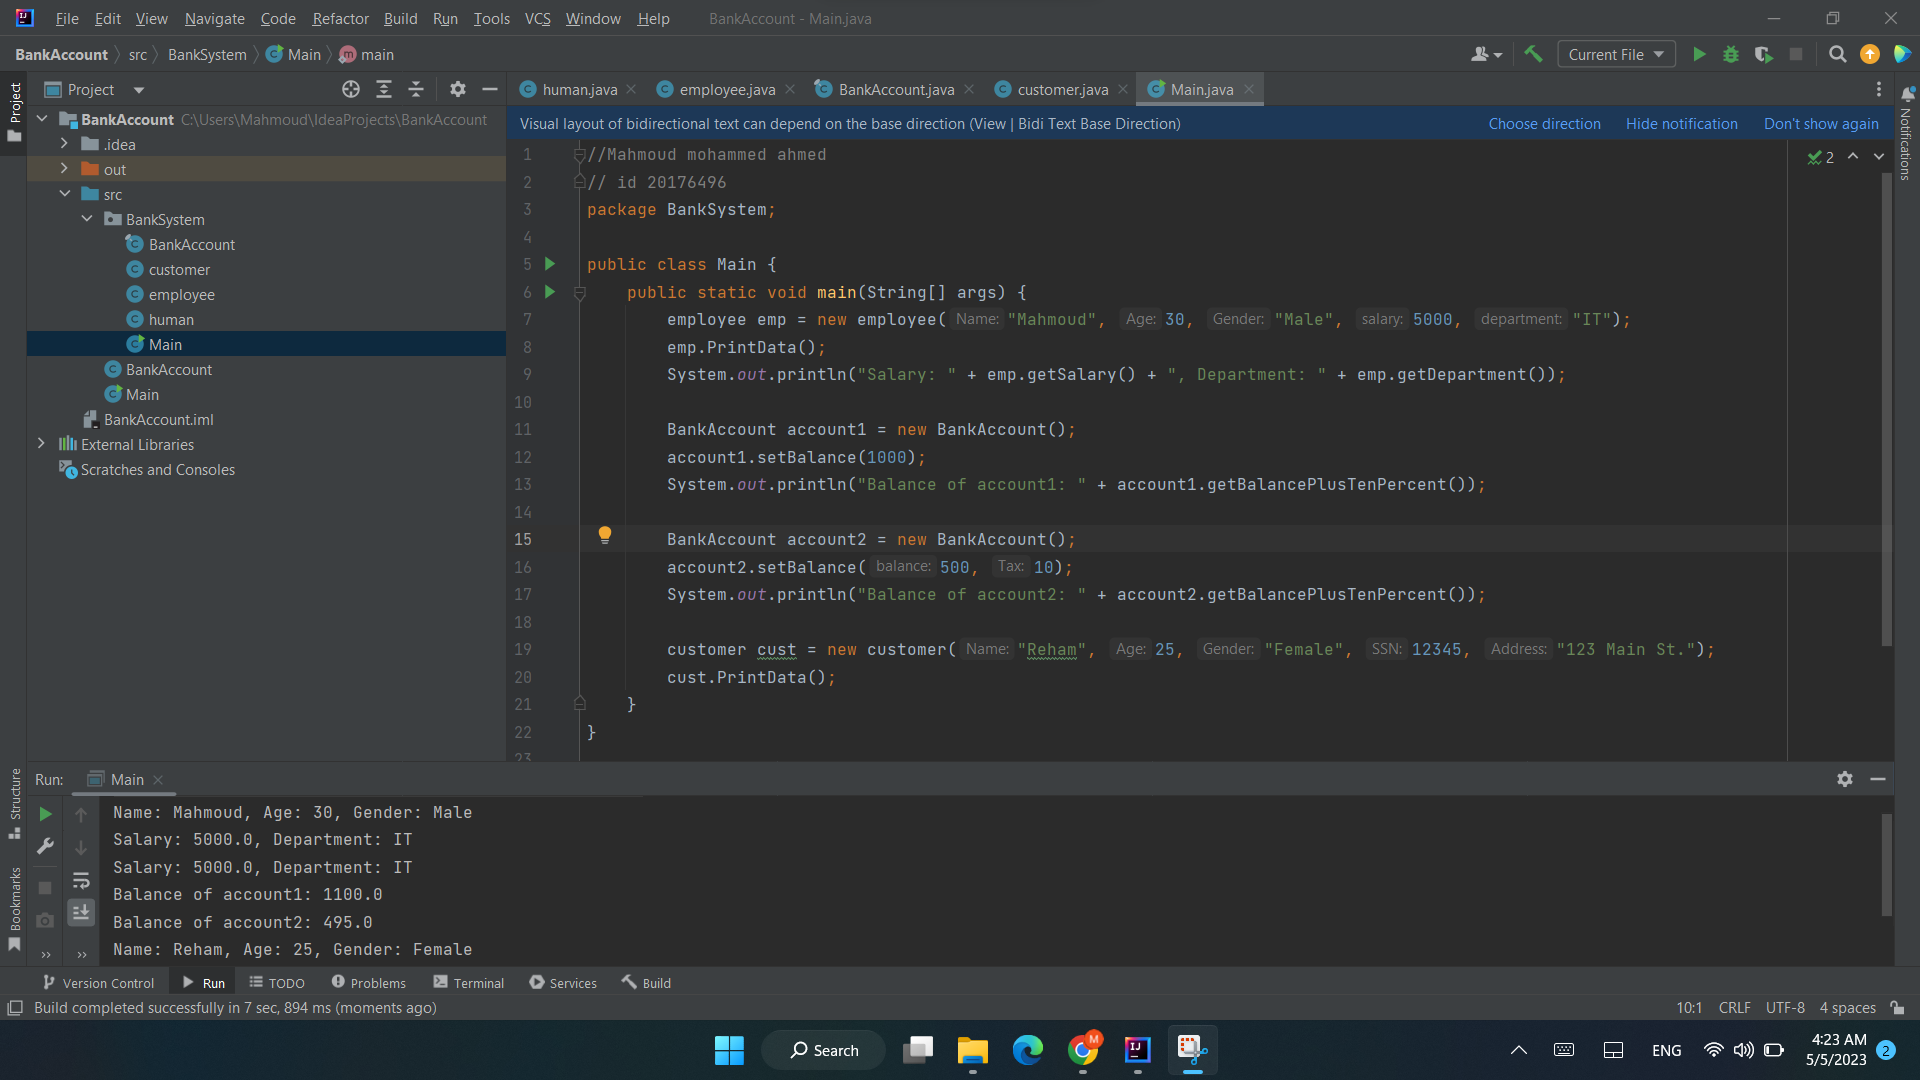 File Edit View Navigate Code Refactor Build Run Tools VCS Window Help BankAccount - Main.java
BankAccount src BankSystem Main main
Current File
Project
human.java employee.java BankAccount.java customer.java Main.java
BankAccount C:\Users\Mahmoud\IdeaProjects\BankAccount
.idea
out
src
BankSystem
BankAccount
customer
employee
human
Main
BankAccount
Main
BankAccount.iml
External Libraries
Scratches and Consoles
Project
Structure
Bookmarks
Notifications
Visual layout of bidirectional text can depend on the base direction (View | Bidi Text Base Direction) Choose direction Hide notification Don't show again
2
1 //Mahmoud mohammed ahmed
2 // id 20176496
3 package BankSystem;
4
5 public class Main {
6 public static void main(String[] args) {
7 employee emp = new employee( Name: "Mahmoud", Age: 30, Gender: "Male", salary: 5000, department: "IT");
8 emp.PrintData();
9 System.out.println("Salary: " + emp.getSalary() + ", Department: " + emp.getDepartment());
10
11 BankAccount account1 = new BankAccount();
12 account1.setBalance(1000);
13 System.out.println("Balance of account1: " + account1.getBalancePlusTenPercent());
14
15 BankAccount account2 = new BankAccount();
16 account2.setBalance( balance: 500, Tax: 10);
17 System.out.println("Balance of account2: " + account2.getBalancePlusTenPercent());
18
19 customer cust = new customer( Name: "Reham", Age: 25, Gender: "Female", SSN: 12345, Address: "123 Main St.");
20 cust.PrintData();
21 }
22 }
23
Run: Main
Name: Mahmoud, Age: 30, Gender: Male
Salary: 5000.0, Department: IT
Salary: 5000.0, Department: IT
Balance of account1: 1100.0
Balance of account2: 495.0
Name: Reham, Age: 25, Gender: Female
Version Control Run TODO Problems Terminal Services Build
Build completed successfully in 7 sec, 894 ms (moments ago) 10:1 CRLF UTF-8 4 spaces
Search
M
ENG
4:23 AM
5/5/2023
2